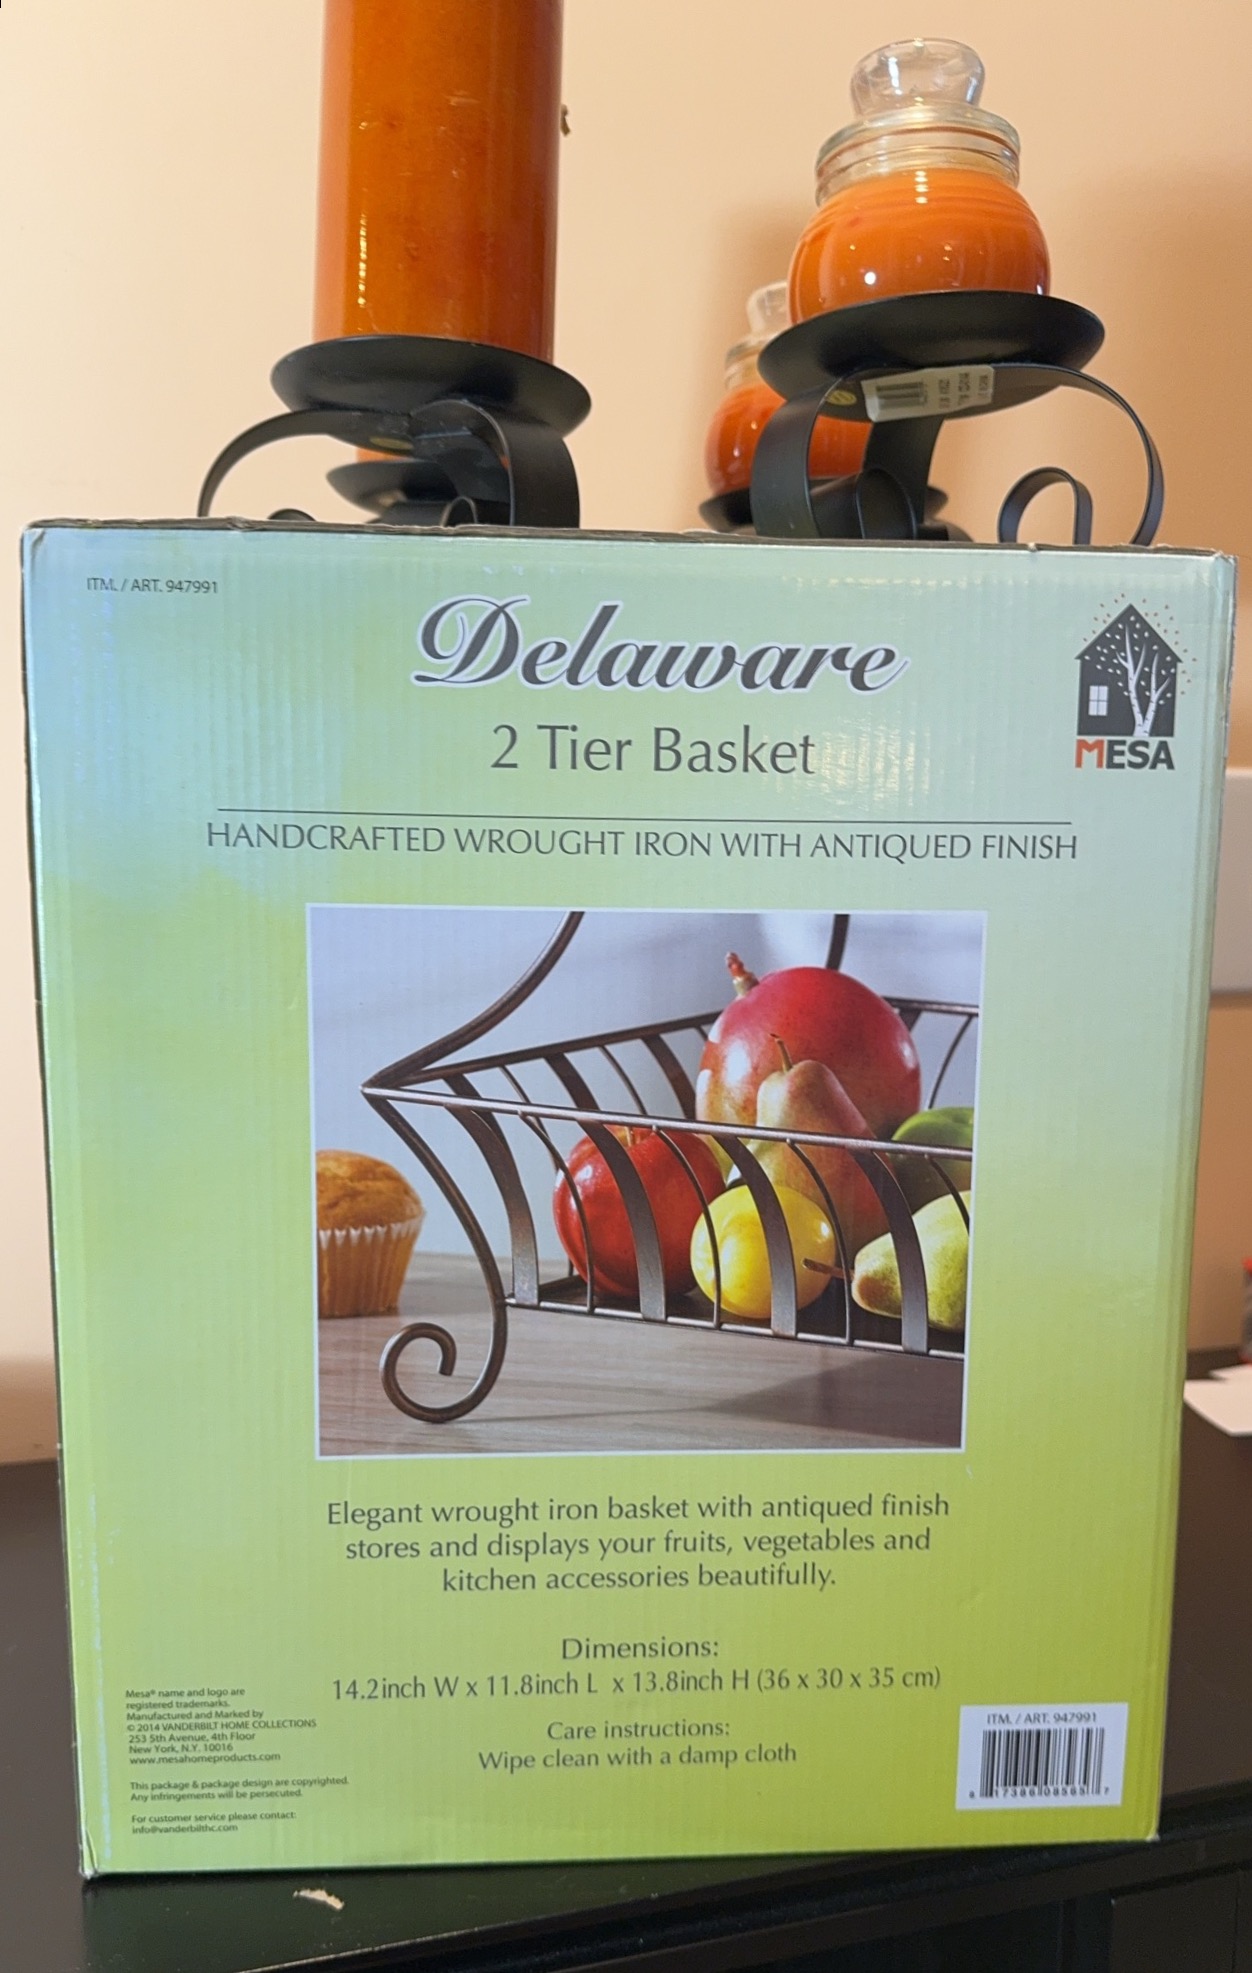 ITM. / ART. 947991
Delaware
MESA
2 Tier Basket
HANDCRAFTED WROUGHT IRON WITH ANTIQUED FINISH
Elegant wrought iron basket with antiqued finish
stores and displays your fruits, vegetables and
kitchen accessories beautifully.
Dimensions:
14.2inch W x 11.8inch L x 13.8inch H (36 x 30 x 35 cm)
Care instructions:
Wipe clean with a damp cloth
Mesa® name and logo are
registered trademarks.
Manufactured and Marked by
© 2014 VANDERBILT HOME COLLECTIONS
253 5th Avenue, 4th Floor
New York, N.Y. 10016
www.mesahomeproducts.com
This package & package design are copyrighted.
Any infringements will be persecuted.
For customer service please contact:
info@vanderbilthc.com
ITM. / ART. 947991
8 17386 08585 7